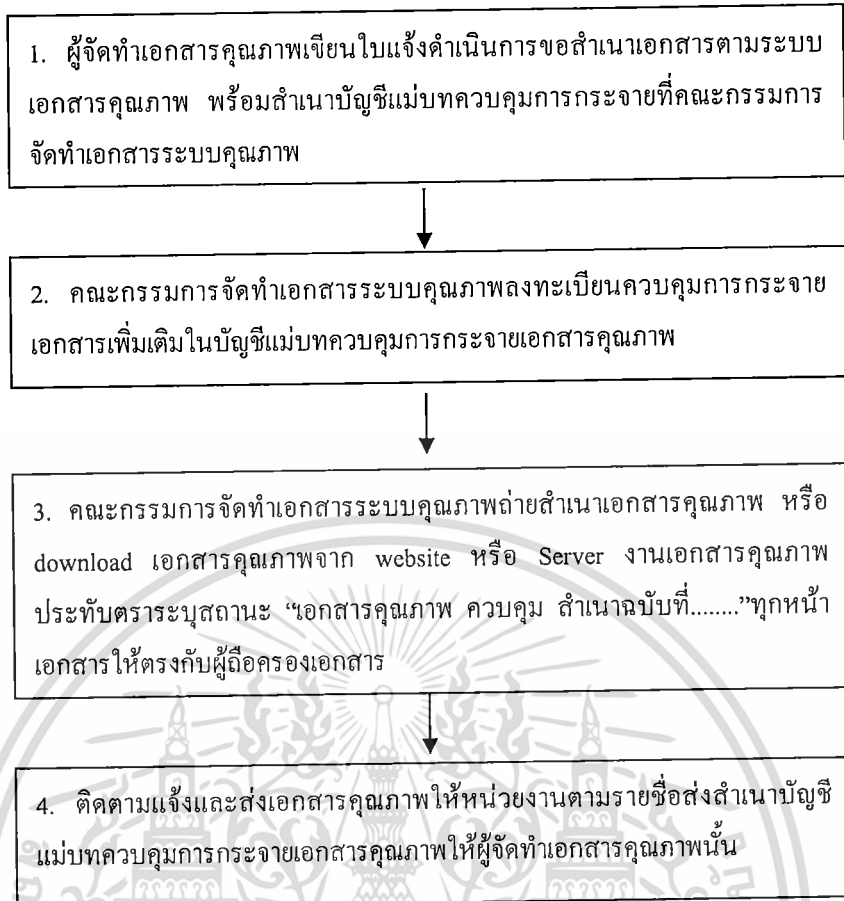 1. ผู้จัดทำเอกสารคุณภาพเขียนใบแจ้งดำเนินการขอสำเนาเอกสารตามระบบ
เอกสารคุณภาพ พร้อมสำเนาบัญชีแม่บทควบคุมการกระจายที่คณะกรรมการ
จัดทำเอกสารระบบคุณภาพ
2. คณะกรรมการจัดทำเอกสารระบบคุณภาพลงทะเบียนควบคุมการกระจาย
เอกสารเพิ่มเติมในบัญชีแม่บทควบคุมการกระจายเอกสารคุณภาพ
3. คณะกรรมการจัดทำเอกสารระบบคุณภาพถ่ายสำเนาเอกสารคุณภาพ หรือ
download เอกสารคุณภาพจาก website หรือ Server งานเอกสารคุณภาพ
ประทับตราระบุสถานะ “เอกสารคุณภาพ ควบคุม สำเนาฉบับที่........”ทุกหน้า
เอกสารให้ตรงกับผู้ถือครองเอกสาร
4. ติดตามแจ้งและส่งเอกสารคุณภาพให้หน่วยงานตามรายชื่อส่งสำเนาบัญชี
แม่บทควบคุมการกระจายเอกสารคุณภาพให้ผู้จัดทำเอกสารคุณภาพนั้น